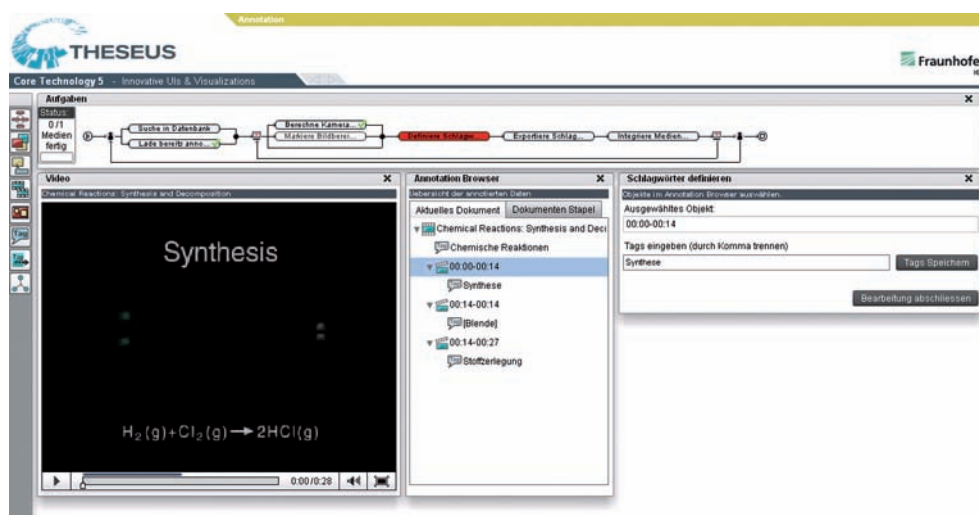 Annotation
THESEUS
Fraunhofer
Core Technology 5 - Innovative UIs & Visualizations
Aufgaben
Status:
0/1
Medien
fertig
Suche in Datenbank
Lade bereits anno...
Berechne Kamera...
Markiere Bildberei...
Definiere Schlagw...
Exportiere Schlag...
Integriere Medien...
Video
Chemical Reactions: Synthesis and Decomposition
Synthesis
H₂(g)+Cl₂(g)→2HCl(g)
0:00/0:28
Annotation Browser
Uebersicht der annotierten Daten
Aktuelles Dokument
Dokumenten Stapel
Chemical Reactions: Synthesis and Deco
Chemische Reaktionen
00:00-00:14
Synthese
00:14-00:14
[Blende]
00:14-00:27
Stoffzerlegung
Schlagwörter definieren
Objekte im Annotation Browser auswählen.
Ausgewähltes Objekt:
00:00-00:14
Tags eingeben (durch Komma trennen)
Synthese
Tags Speichern
Bearbeitung abschliessen